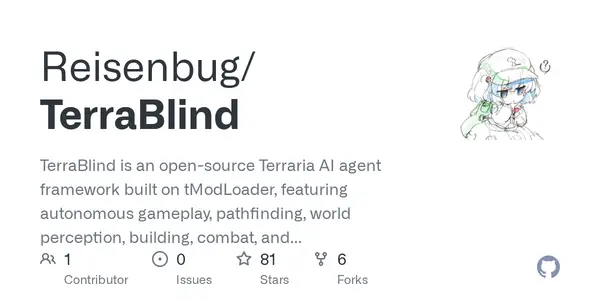 Reisenbug/
TerraBlind
TerraBlind is an open-source Terraria AI agent
framework built on tModLoader, featuring
autonomous gameplay, pathfinding, world
perception, building, combat, and...
1
Contributor
0
Issues
81
Stars
6
Forks